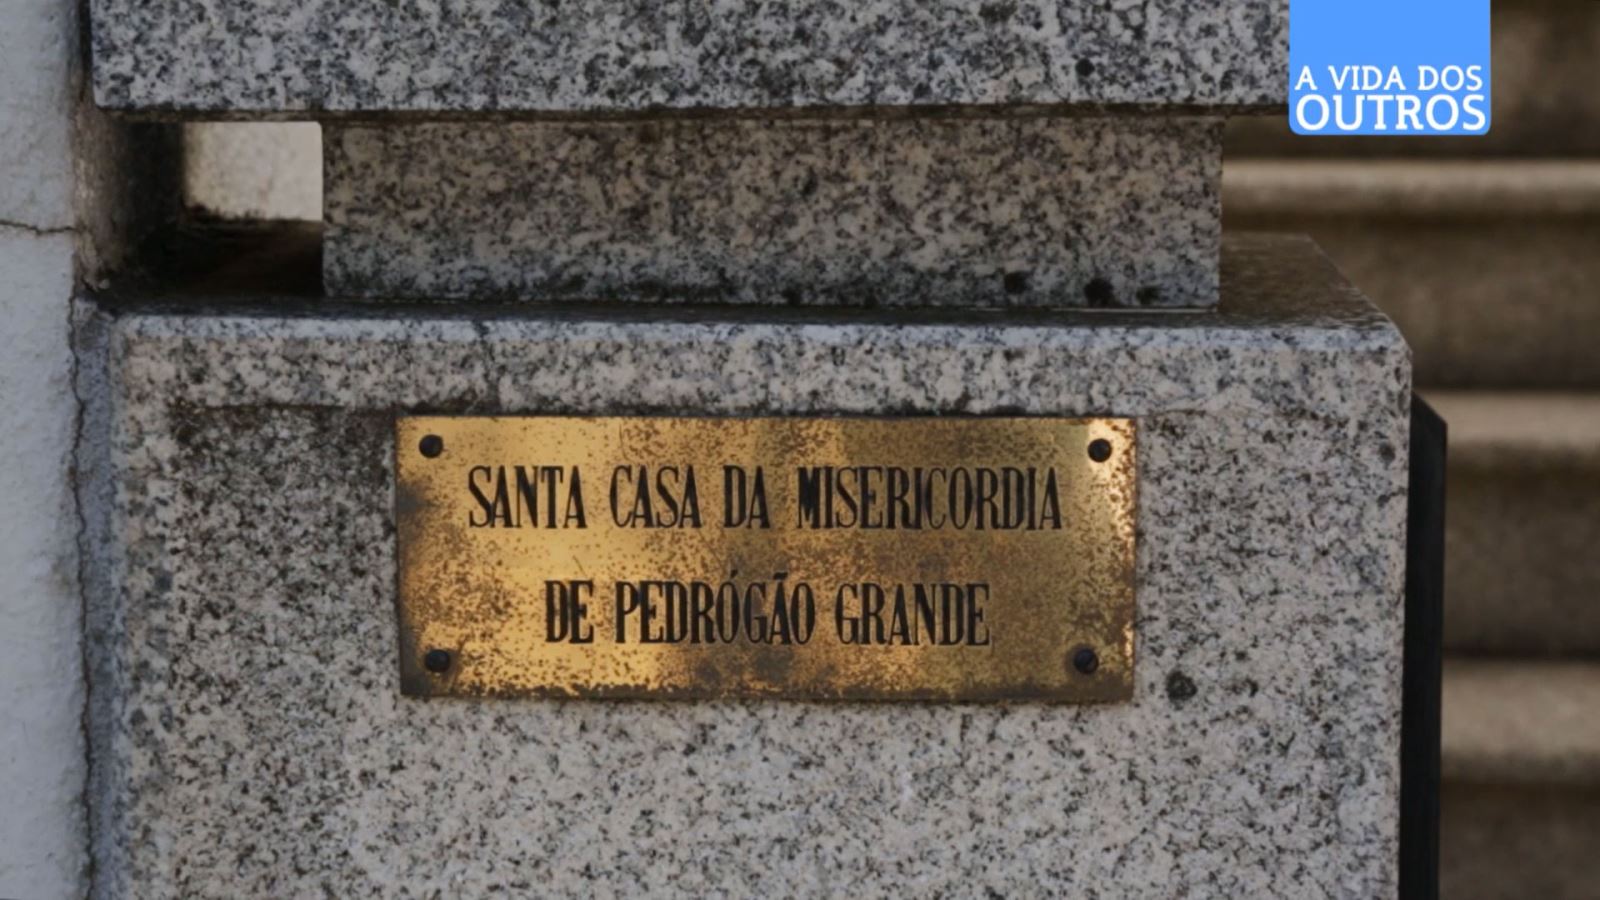 A VIDA DOS
OUTROS
SANTA CASA DA MISERICORDIA
DE PEDRÓGÃO GRANDE